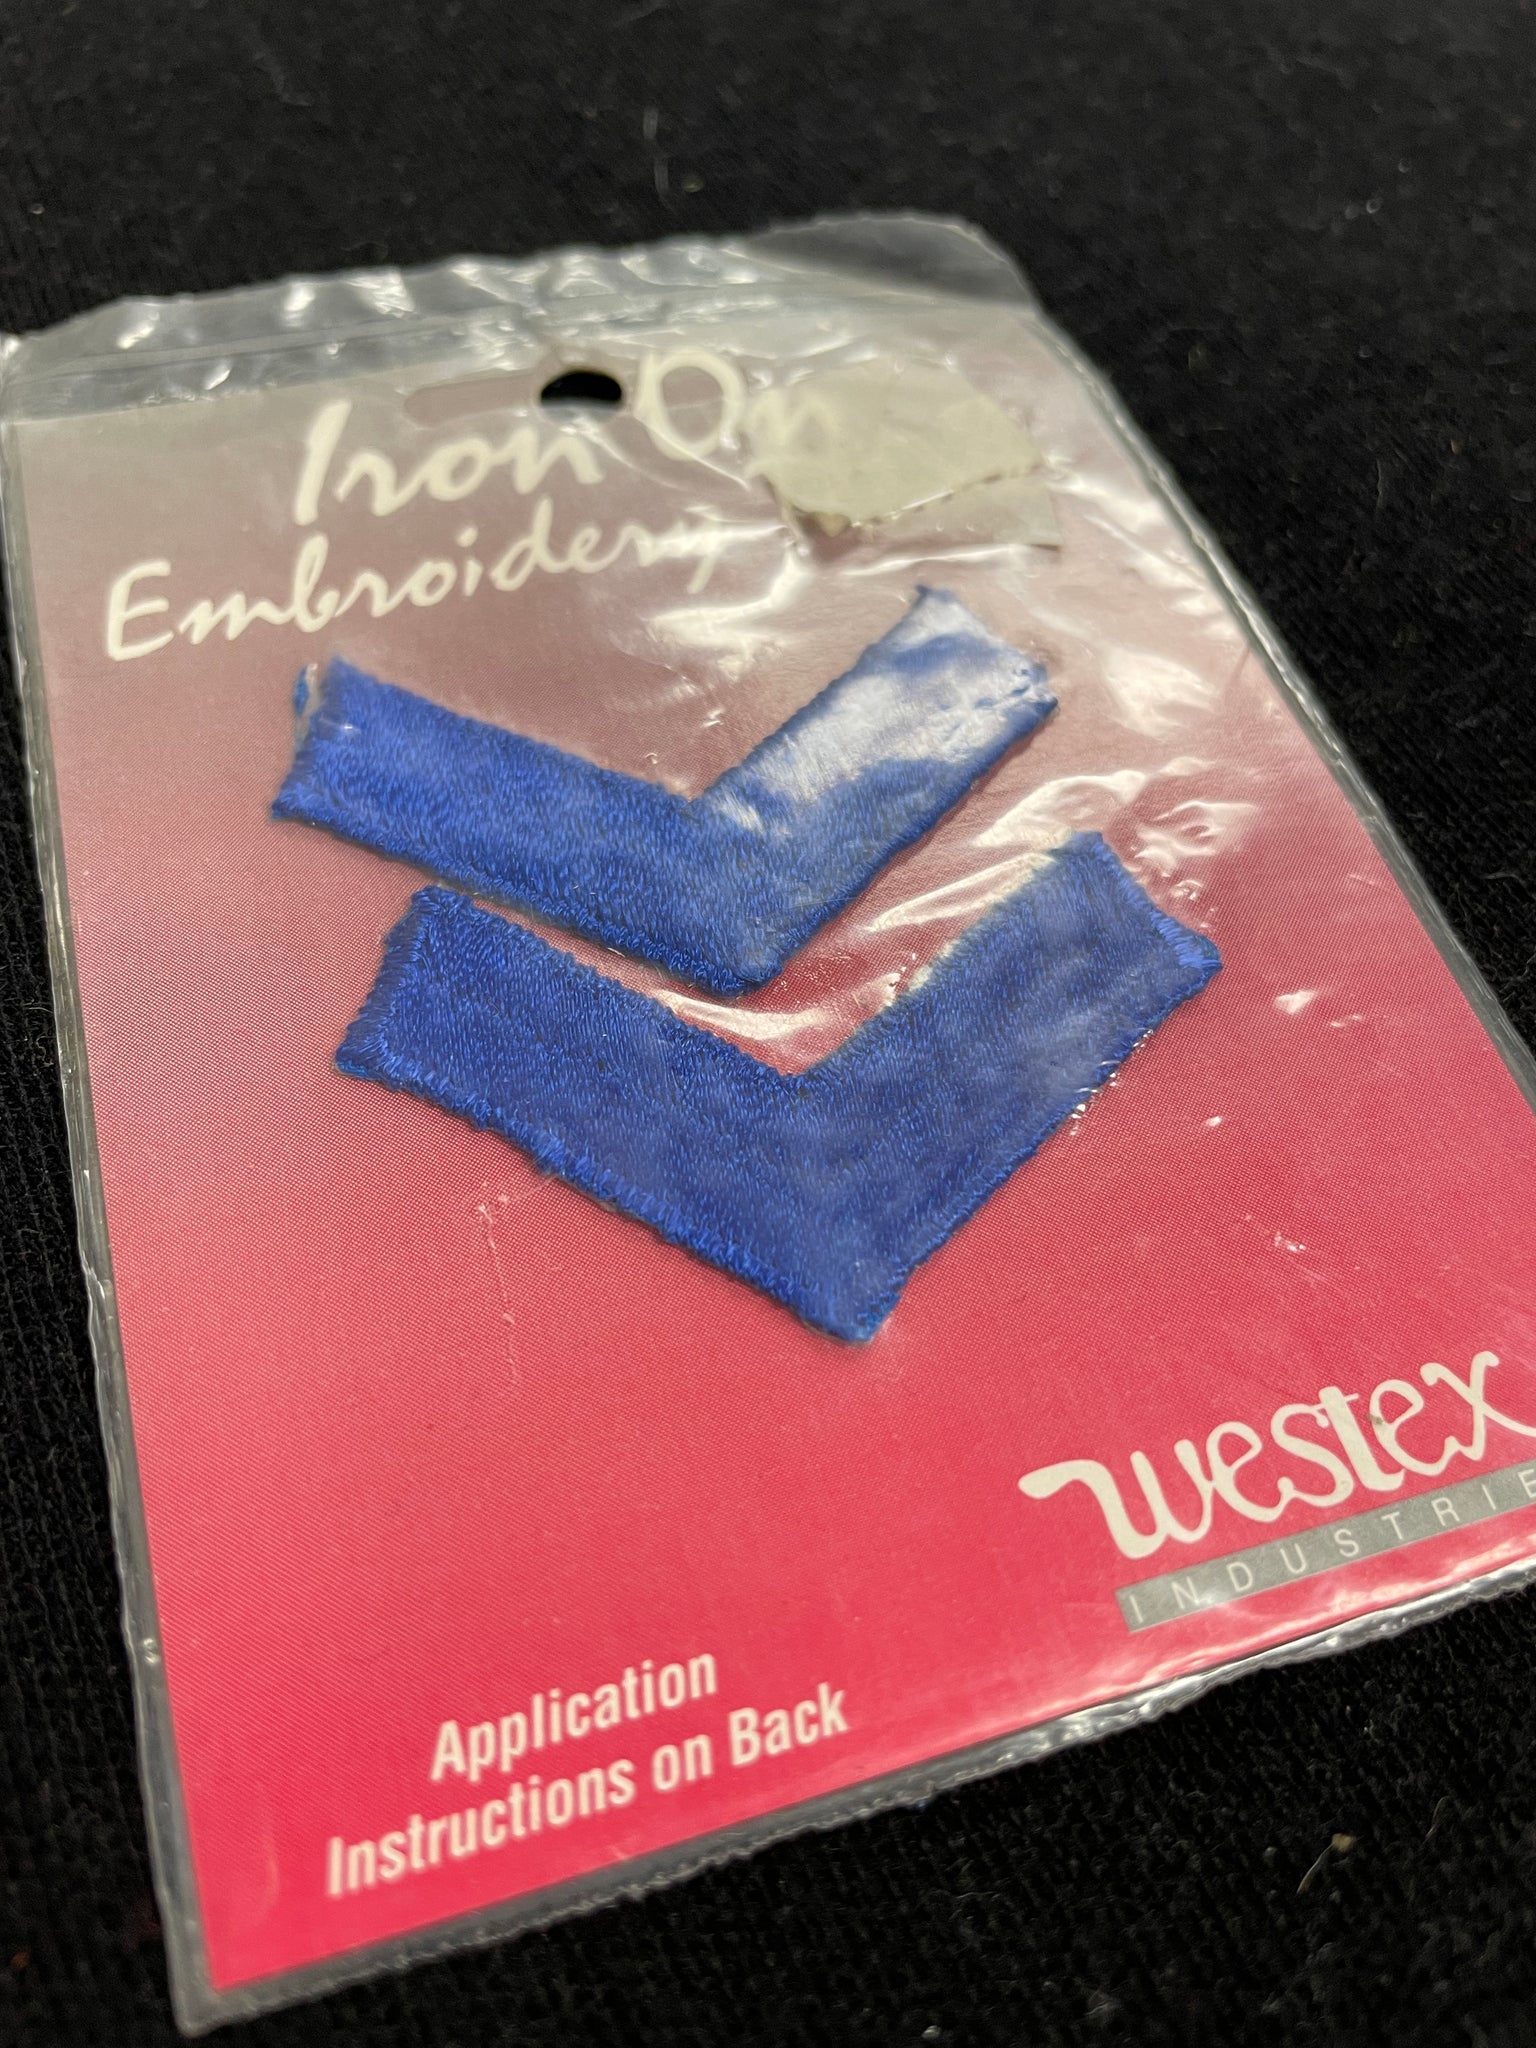 Iron On
Embroidery
westex
INDUSTRIE
Application
Instructions on Back